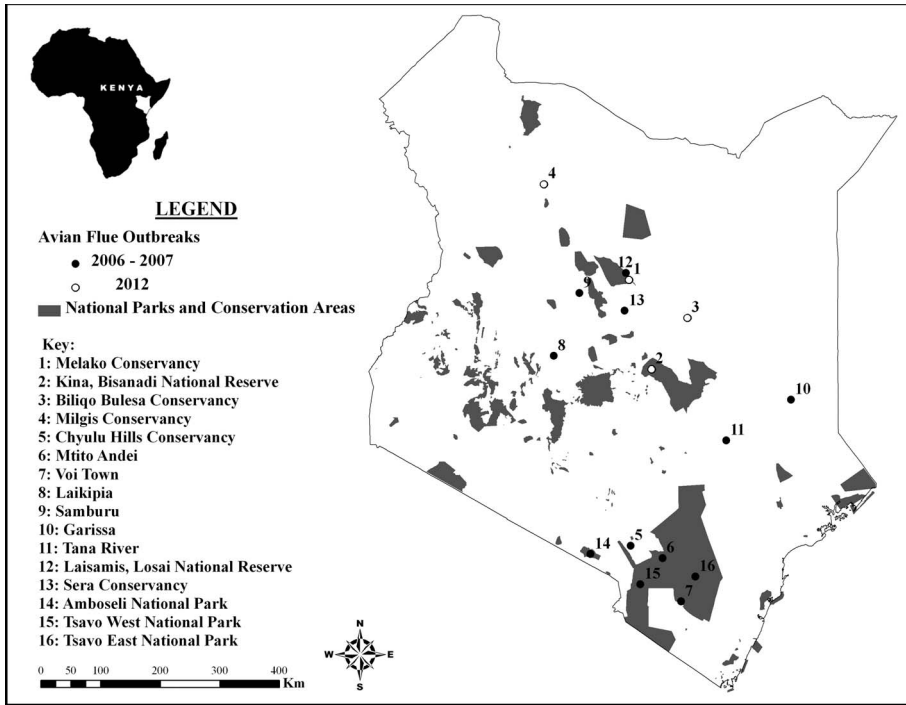 KENYA
LEGEND
Avian Flue Outbreaks
2006 - 2007
2012
National Parks and Conservation Areas
Key:
1: Melako Conservancy
2: Kina, Bisanadi National Reserve
3: Biliqo Bulesa Conservancy
4: Milgis Conservancy
5: Chyulu Hills Conservancy
6: Mtito Andei
7: Voi Town
8: Laikipia
9: Samburu
10: Garissa
11: Tana River
12: Laisamis, Losai National Reserve
13: Sera Conservancy
14: Amboseli National Park
15: Tsavo West National Park
16: Tsavo East National Park
0 50 100 200 300 400
Km
N
W E
S
4
12
1
9
13
3
8
2
10
11
5
14
6
15
16
7